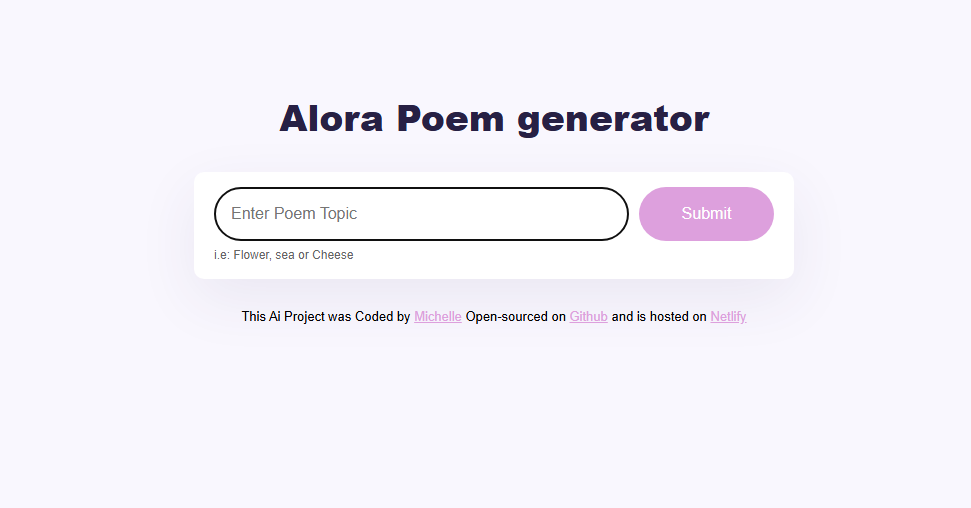 Alora Poem generator
Enter Poem Topic
Submit
i.e: Flower, sea or Cheese
This Ai Project was Coded by Michelle Open-sourced on Github and is hosted on Netlify